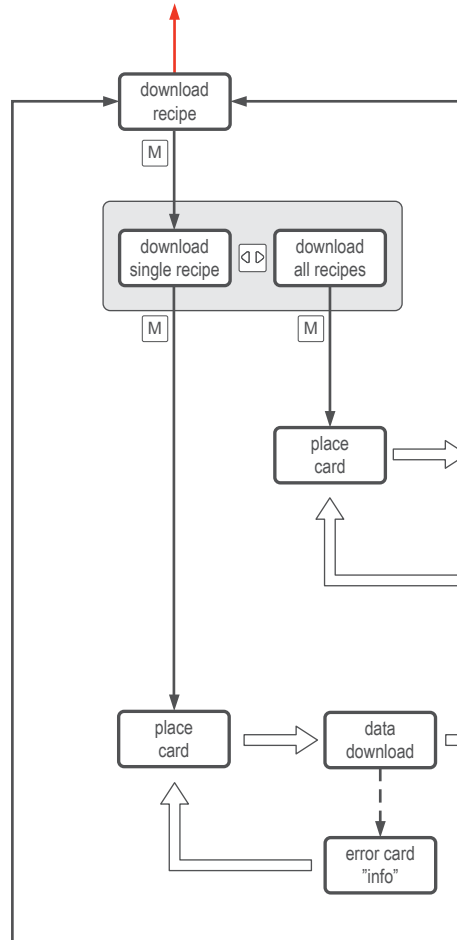 download
recipe
M
download
single recipe
download
all recipes
M
M
place
card
place
card
data
download
error card
"info"